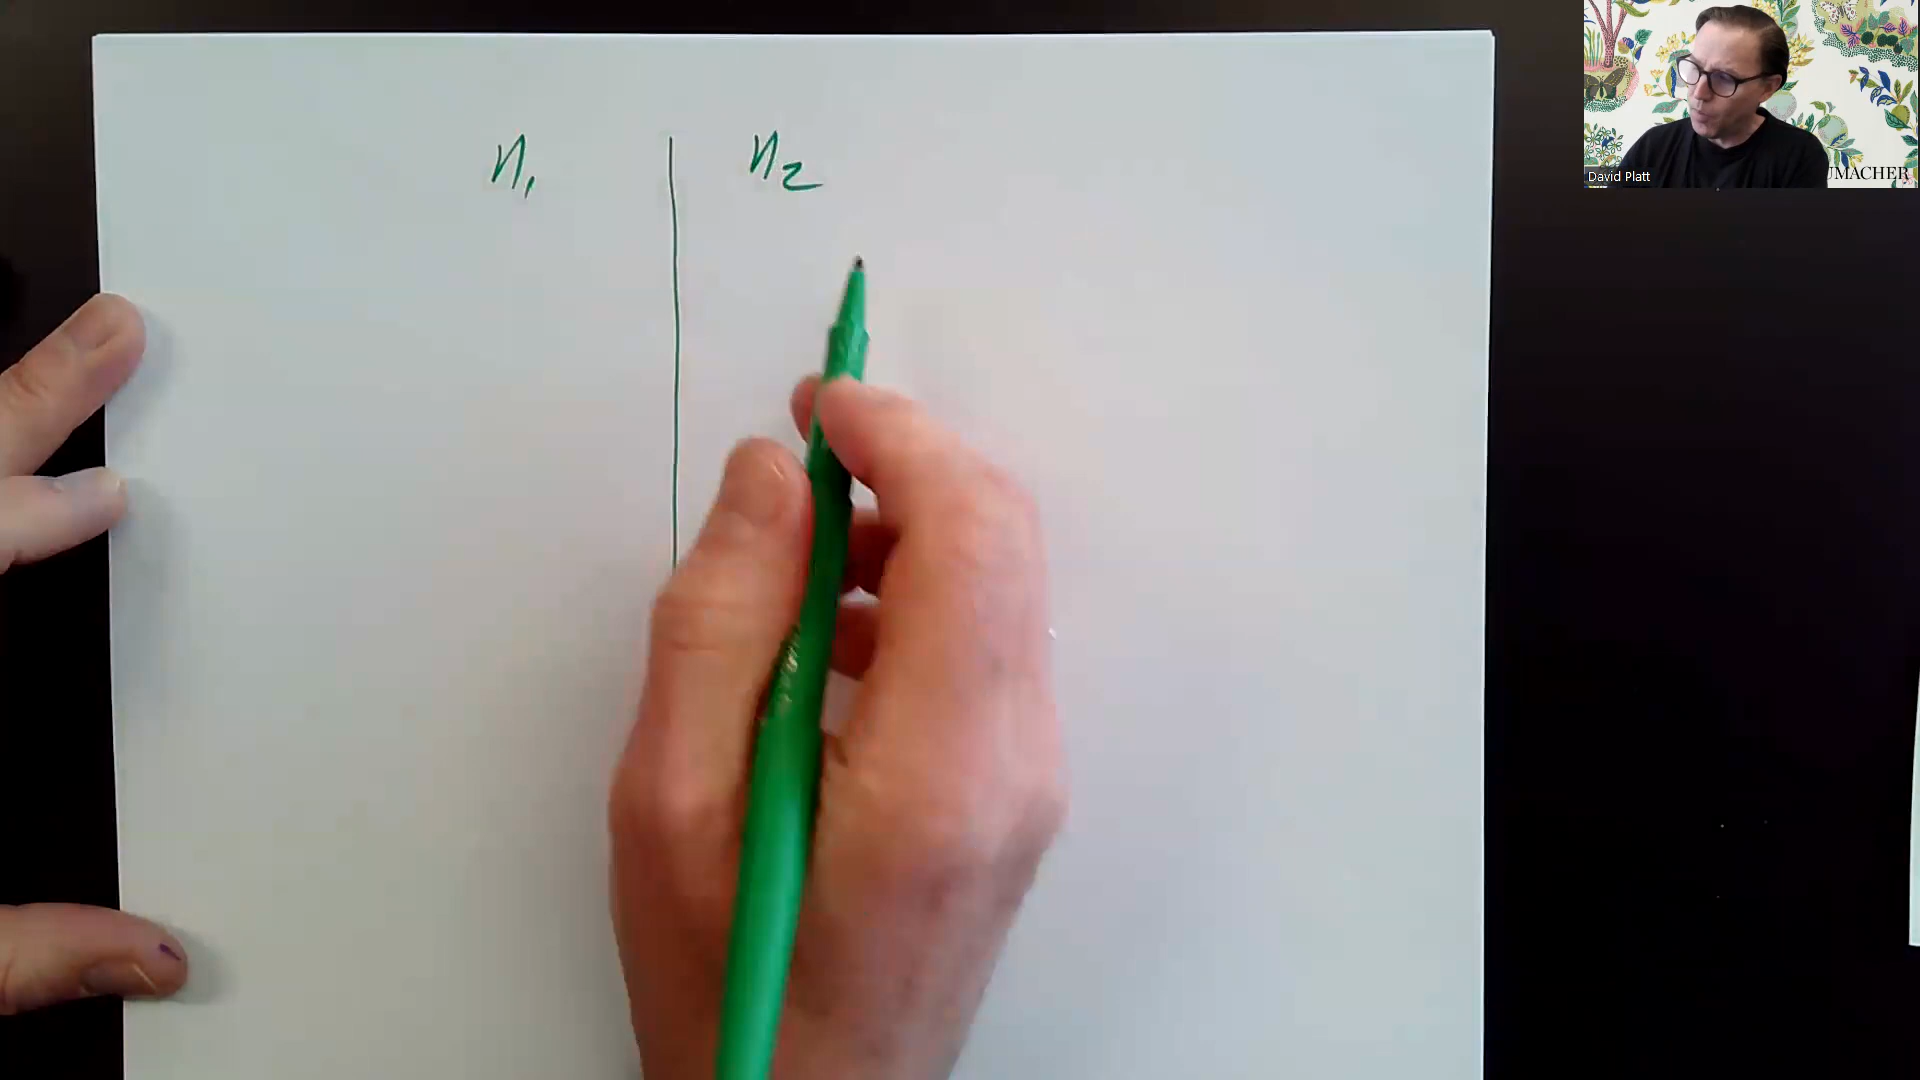 n₁ n₂
David Platt
UMACHER